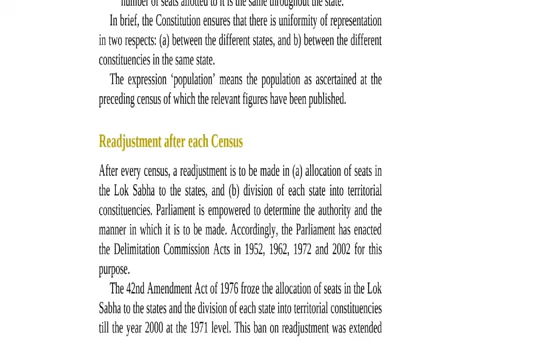 number of seats allotted to it is the same throughout the state.
In brief, the Constitution ensures that there is uniformity of representation
in two respects: (a) between the different states, and b) between the different
constituencies in the same state.
The expression ‘population’ means the population as ascertained at the
preceding census of which the relevant figures have been published.
Readjustment after each Census
After every census, a readjustment is to be made in (a) allocation of seats in
the Lok Sabha to the states, and (b) division of each state into territorial
constituencies. Parliament is empowered to determine the authority and the
manner in which it is to be made. Accordingly, the Parliament has enacted
the Delimitation Commission Acts in 1952, 1962, 1972 and 2002 for this
purpose.
The 42nd Amendment Act of 1976 froze the allocation of seats in the Lok
Sabha to the states and the division of each state into territorial constituencies
till the year 2000 at the 1971 level. This ban on readjustment was extended